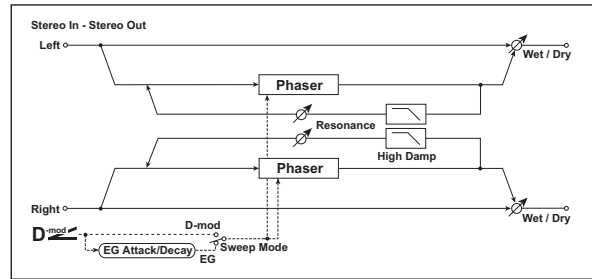 Stereo In - Stereo Out
Left
Wet / Dry
Phaser
Resonance
High Damp
Phaser
Right
Wet / Dry
D-mod
D-mod
EG Attack/Decay
EG
Sweep Mode